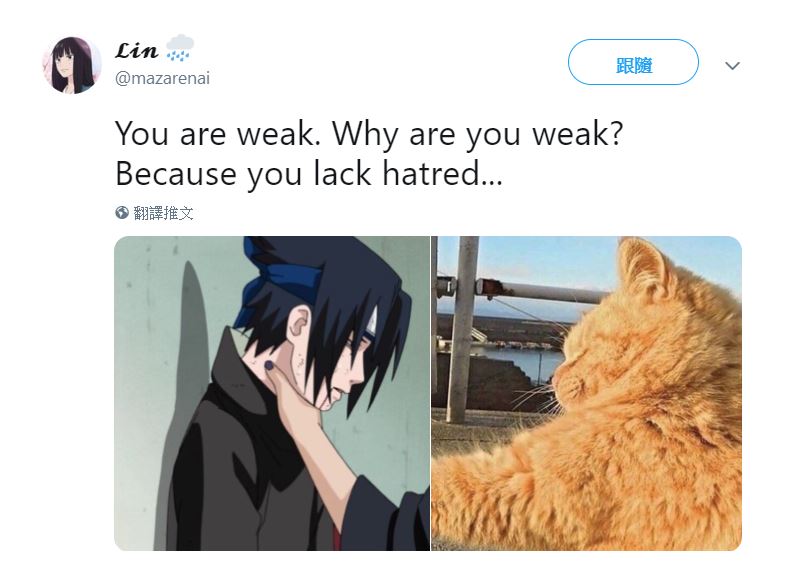 𝓛𝓲𝓷 🌧
@mazarenai
跟隨
You are weak. Why are you weak?
Because you lack hatred...
翻譯推文